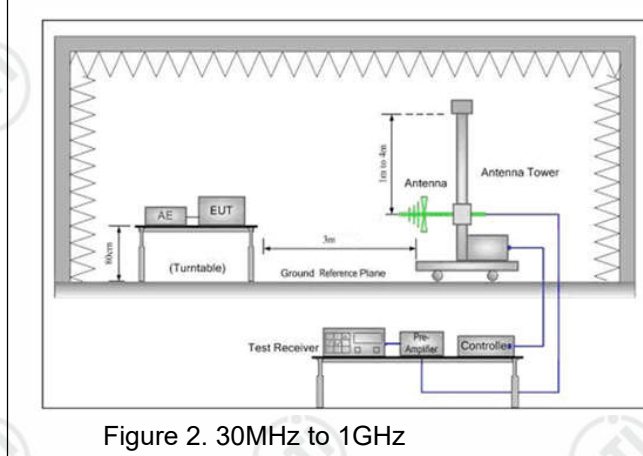 1m to 4m
Antenna
Antenna Tower
AE
EUT
80cm
(Turntable)
3m
Ground Reference Plane
Test Receiver
Pre-
Amplifier
Controller
Figure 2. 30MHz to 1GHz